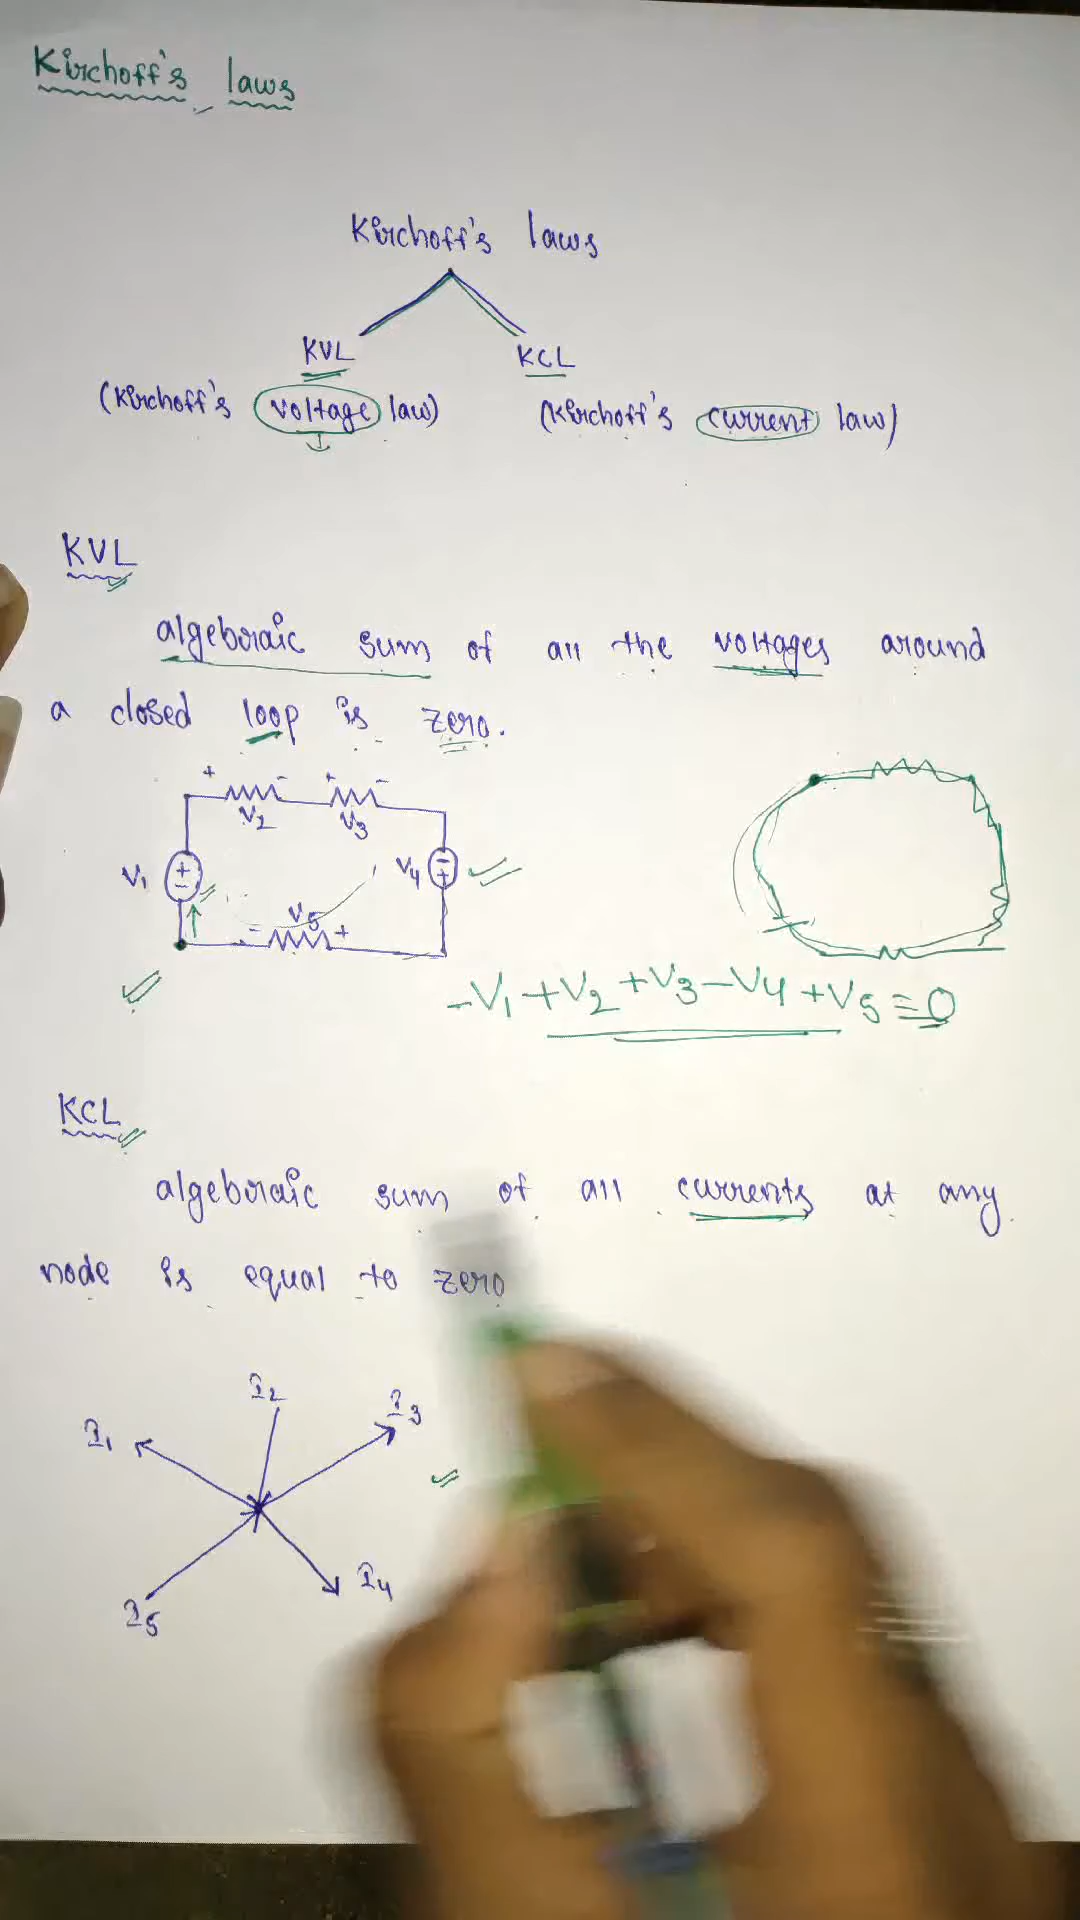 Kirchoff's laws
Kirchoff's laws
KVL KCL
(Kirchoff's voltage law) (Kirchoff's current law)
KVL
algebraic sum of all the voltages around
a closed loop is zero.
+ - + -
V2 V3
V1 + - V4 - +
V5
- +
-V1 +V2 +V3 -V4 +V5 = 0
KCL
algebraic sum of all currents at any
node is equal to zero
I2
I1 I3
I4
I5